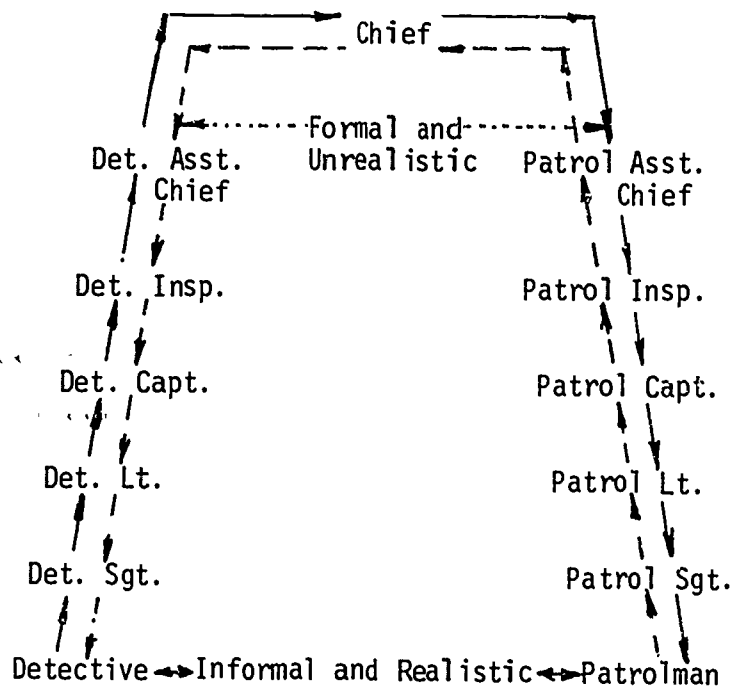 Chief
Formal and
Unrealistic
Det. Asst.
Chief
Patrol Asst.
Chief
Det. Insp.
Patrol Insp.
Det. Capt.
Patrol Capt.
Det. Lt.
Patrol Lt.
Det. Sgt.
Patrol Sgt.
Detective Informal and Realistic Patrolman